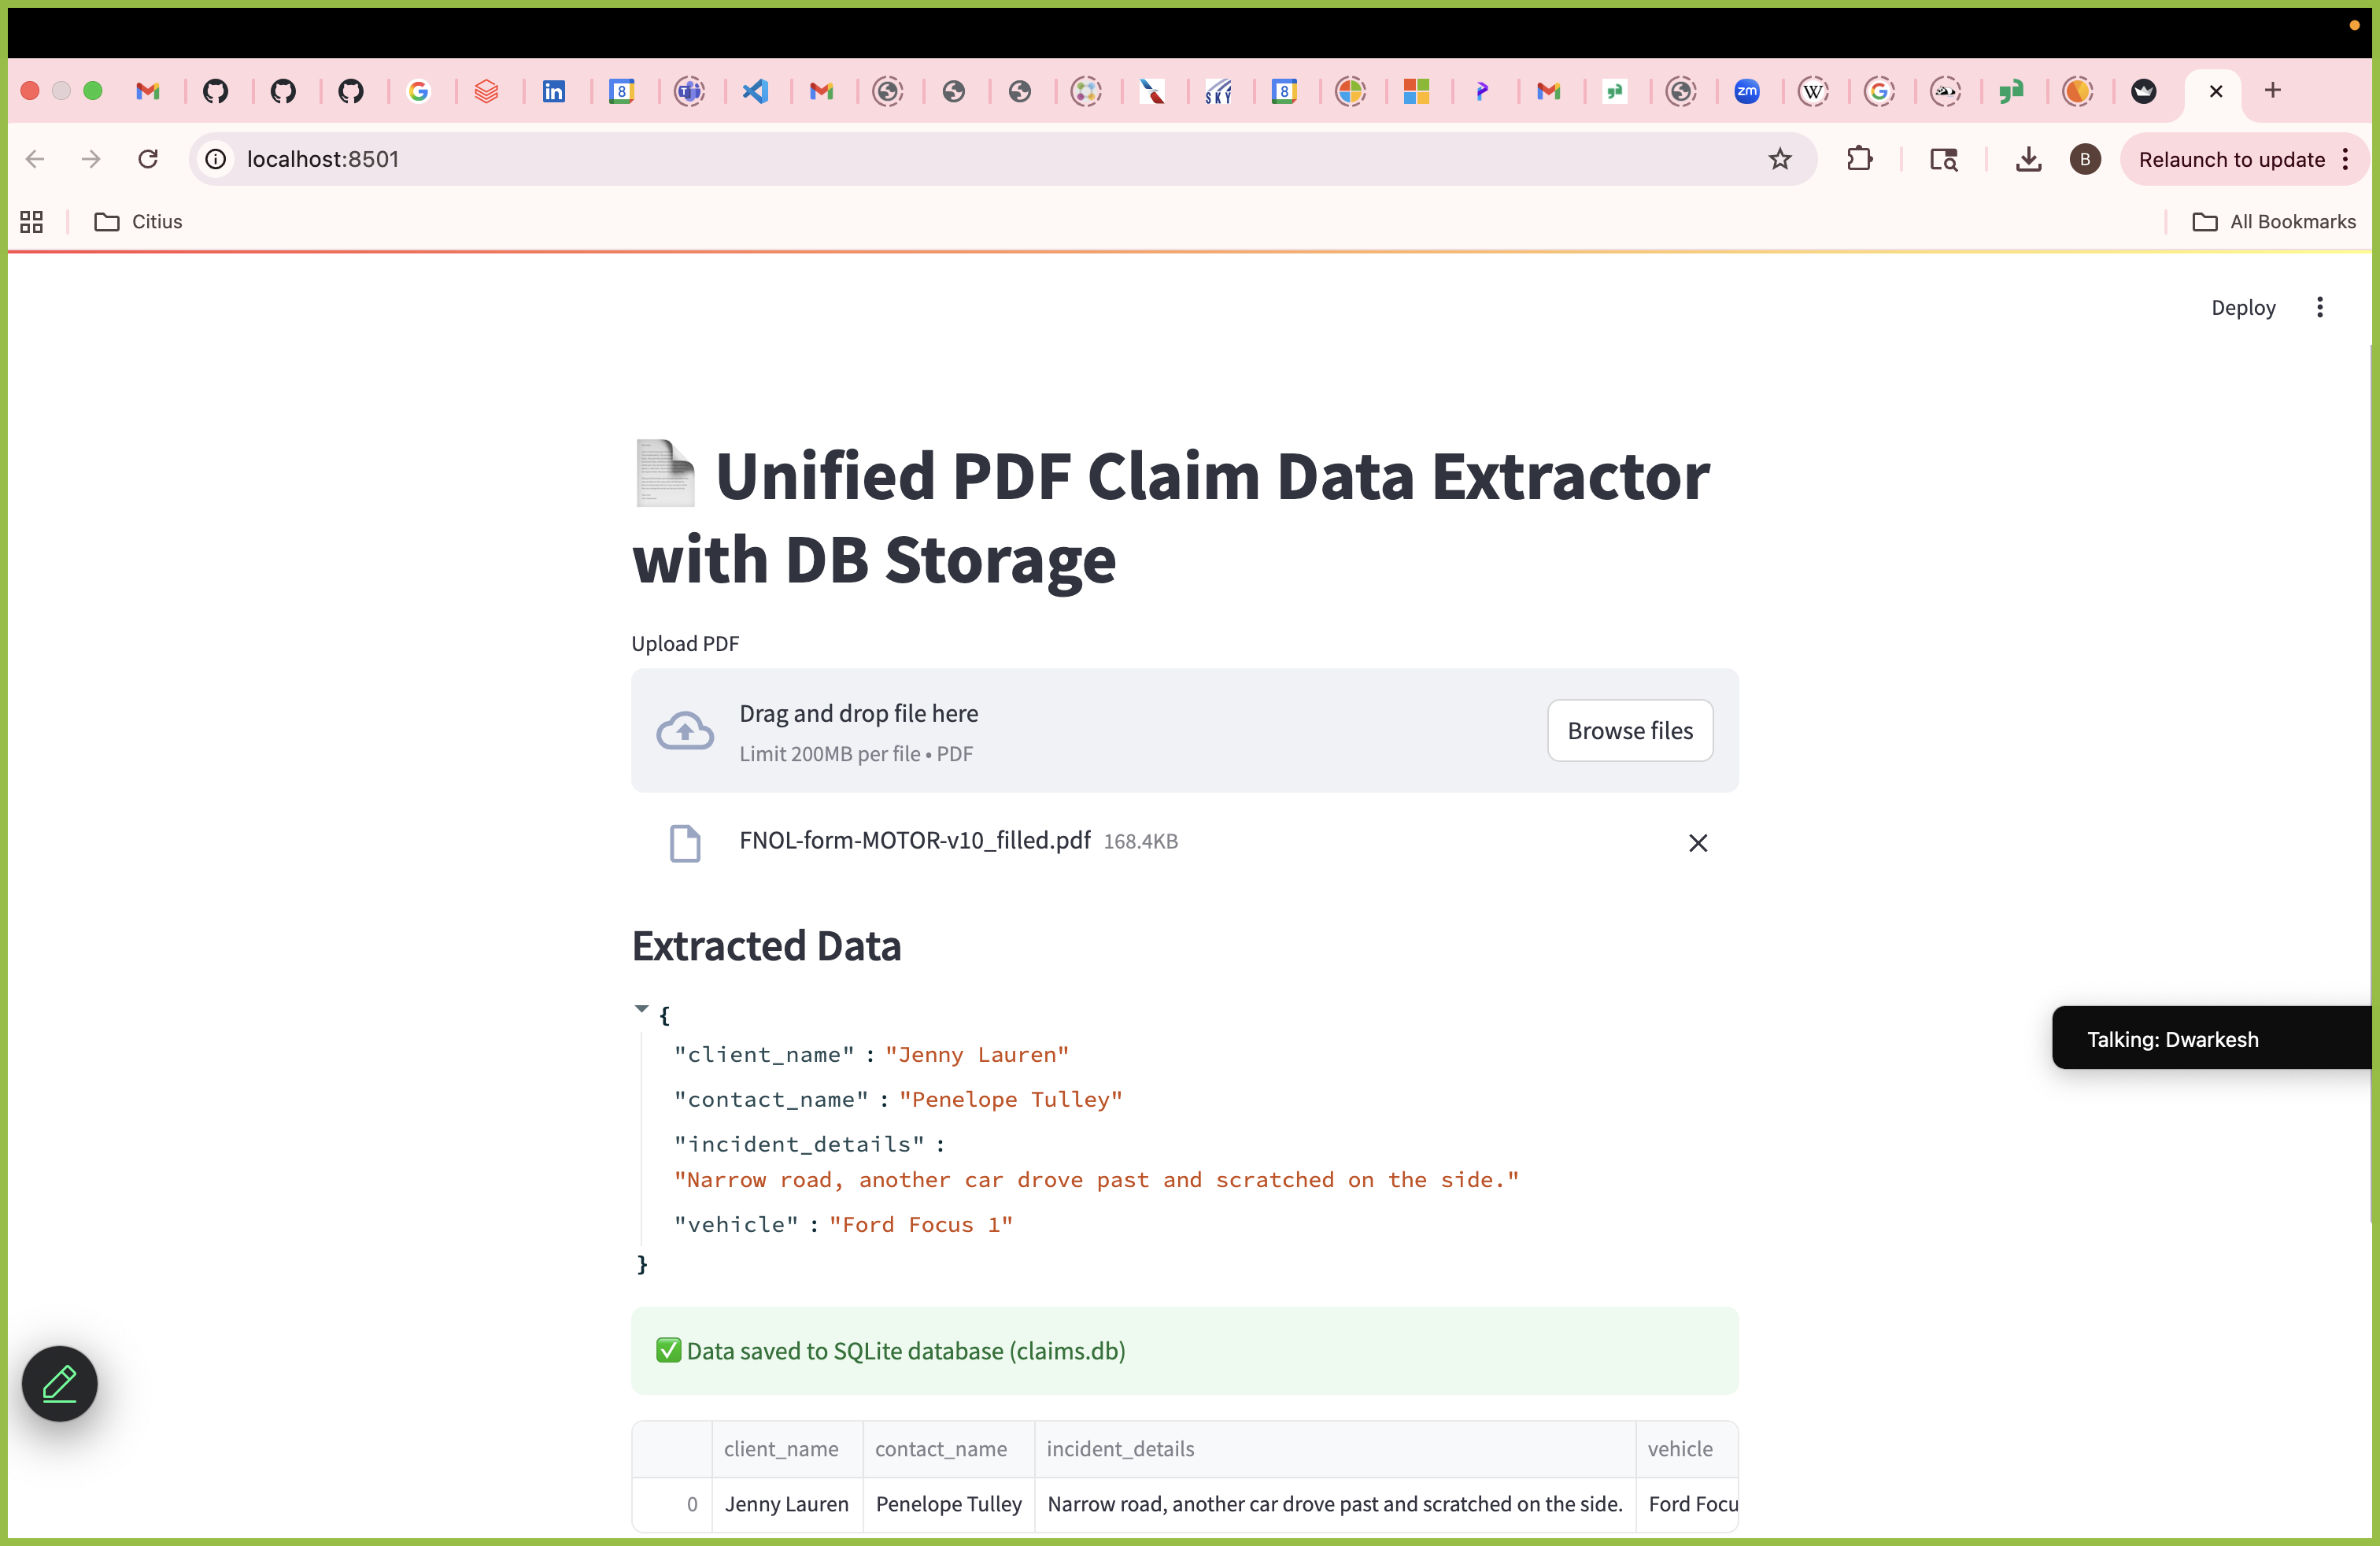 localhost:8501
Relaunch to update
B
Citius
All Bookmarks
Deploy
Unified PDF Claim Data Extractor
with DB Storage
Upload PDF
Drag and drop file here
Limit 200MB per file • PDF
Browse files
FNOL-form-MOTOR-v10_filled.pdf 168.4KB
Extracted Data
{
"client_name" : "Jenny Lauren"
"contact_name" : "Penelope Tulley"
"incident_details" :
"Narrow road, another car drove past and scratched on the side."
"vehicle" : "Ford Focus 1"
}
Talking: Dwarkesh
Data saved to SQLite database (claims.db)
client_name contact_name incident_details vehicle
0 Jenny Lauren Penelope Tulley Narrow road, another car drove past and scratched on the side. Ford Focu